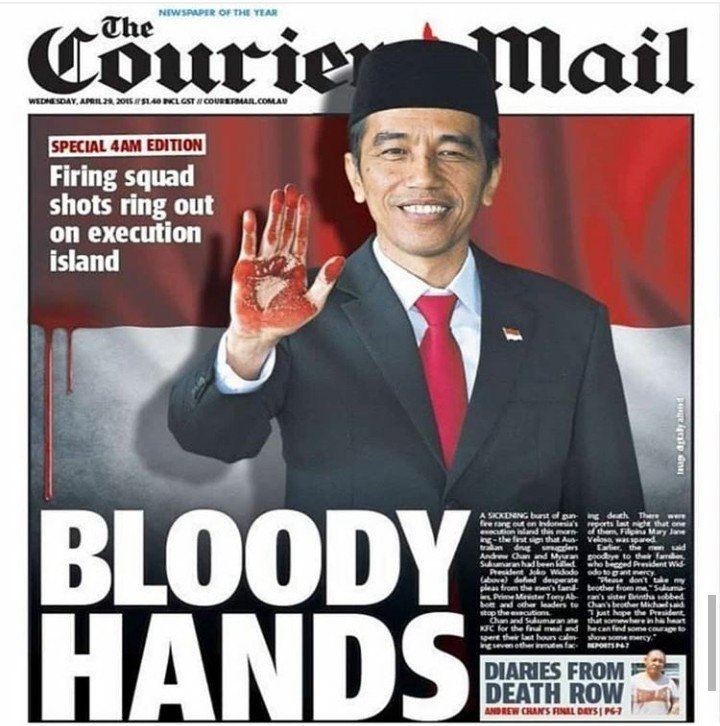 NEWSPAPER OF THE YEAR
The
Courier Mail
WEDNESDAY, APRIL 29, 2015 // $1.40 INCL GST // COURIERMAIL.COM.AU
SPECIAL 4AM EDITION
Firing squad
shots ring out
on execution
island
Image: digitally altered
BLOODY
HANDS
A SICKENING burst of gun-
fire rang out on Indonesia's
execution island this morn-
ing – the first sign that Aus-
tralian drug smugglers
Andrew Chan and Myuran
Sukumaran had been killed.
President Joko Widodo
(above) defied desperate
pleas from the men's famil-
ies, Prime Minister Tony Ab-
bott and other leaders to
stop the executions.
Chan and Sukumaran ate
KFC for the final meal and
spent their last hours calm-
ing seven other inmates fac-
ing death. There were
reports last night that one
of them, Filipina Mary Jane
Veloso, was spared.
Earlier, the men said
goodbye to their families,
who begged President Wid-
odo to grant mercy.
"Please don't take my
brother from me," Sukuma-
ran's sister Brintha sobbed.
Chan's brother Michael said:
"I just hope the President,
that somewhere in his heart
he can find some courage to
show some mercy."
REPORTS P4-7
DIARIES FROM
DEATH ROW
ANDREW CHAN'S FINAL DAYS | P6-7